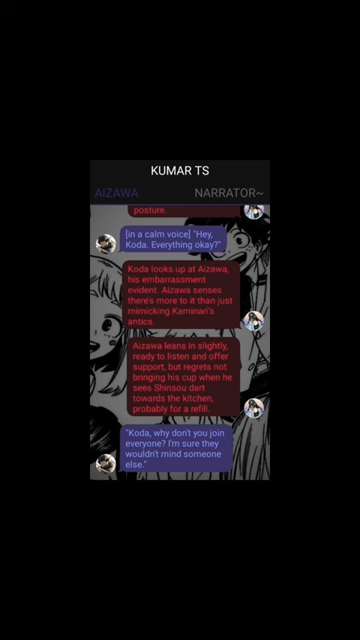 KUMAR TS
AIZAWA
NARRATOR~
posture.
[in a calm voice] "Hey,
Koda. Everything okay?"
Koda looks up at Aizawa,
his embarrassment
evident. Aizawa senses
there's more to it than just
mimicking Kaminari's
antics.
Aizawa leans in slightly,
ready to listen and offer
support, but regrets not
bringing his cup when he
sees Shinsou dart
towards the kitchen,
probably for a refill.
"Koda, why don't you join
everyone? I'm sure they
wouldn't mind someone
else."